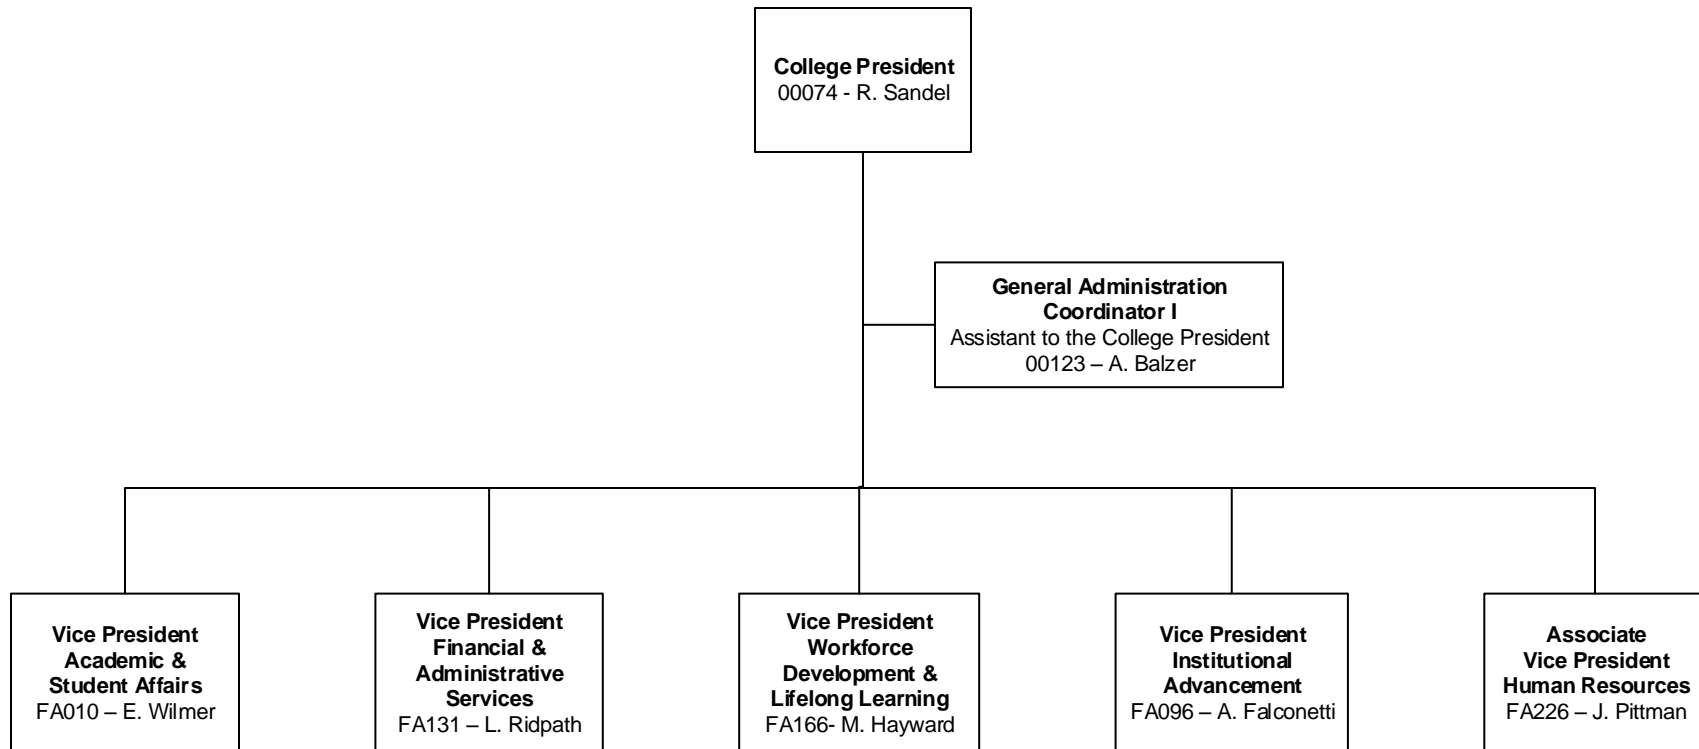 College President
00074 - R. Sandel
General Administration
Coordinator I
Assistant to the College President
00123 – A. Balzer
Vice President
Academic &
Student Affairs
FA010 – E. Wilmer
Vice President
Financial &
Administrative
Services
FA131 – L. Ridpath
Vice President
Workforce
Development &
Lifelong Learning
FA166- M. Hayward
Vice President
Institutional
Advancement
FA096 – A. Falconetti
Associate
Vice President
Human Resources
FA226 – J. Pittman